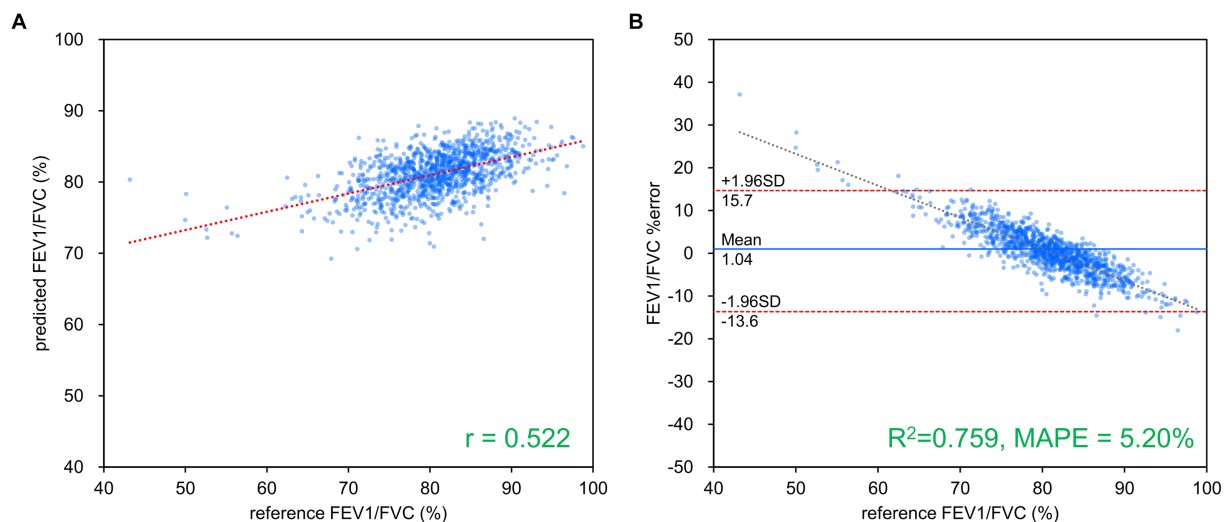 A
100
90
80
70
60
50
40
predicted FEV1/FVC (%)
40 50 60 70 80 90 100
reference FEV1/FVC (%)
r = 0.522
B
50
40
30
20
10
0
-10
-20
-30
-40
-50
FEV1/FVC %error
+1.96SD
15.7
Mean
1.04
-1.96SD
-13.6
R²=0.759, MAPE = 5.20%
40 50 60 70 80 90 100
reference FEV1/FVC (%)